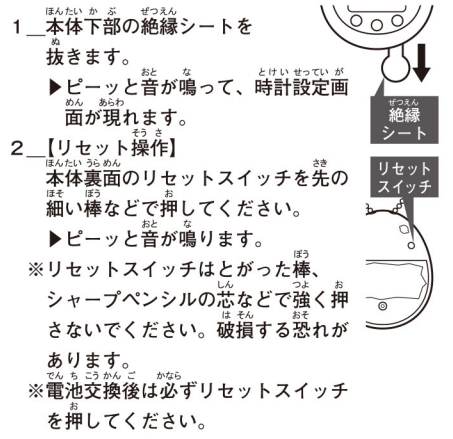 1＿本体下部の絶縁シートを
抜きます。
▶ピーッと音が鳴って、時計設定画
面が現れます。
2＿【リセット操作】
本体裏面のリセットスイッチを先の
細い棒などで押してください。
▶ピーッと音が鳴ります。
※リセットスイッチはとがった棒、
シャープペンシルの芯などで強く押
さないでください。破損する恐れが
あります。
※電池交換後は必ずリセットスイッチ
を押してください。
絶縁
シート
リセット
スイッチ